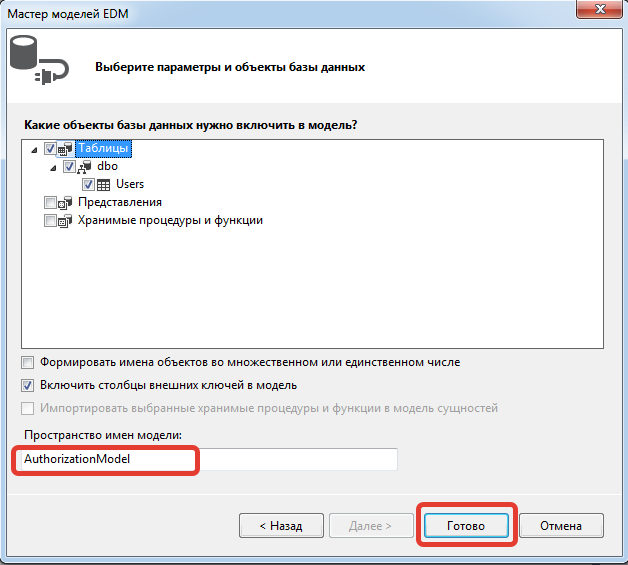 Мастер моделей EDM
Выберите параметры и объекты базы данных
Какие объекты базы данных нужно включить в модель?
Таблицы
dbo
Users
Представления
Хранимые процедуры и функции
Формировать имена объектов во множественном или единственном числе
Включить столбцы внешних ключей в модель
Импортировать выбранные хранимые процедуры и функции в модель сущностей
Пространство имен модели:
AuthorizationModel
< Назад Далее > Готово Отмена